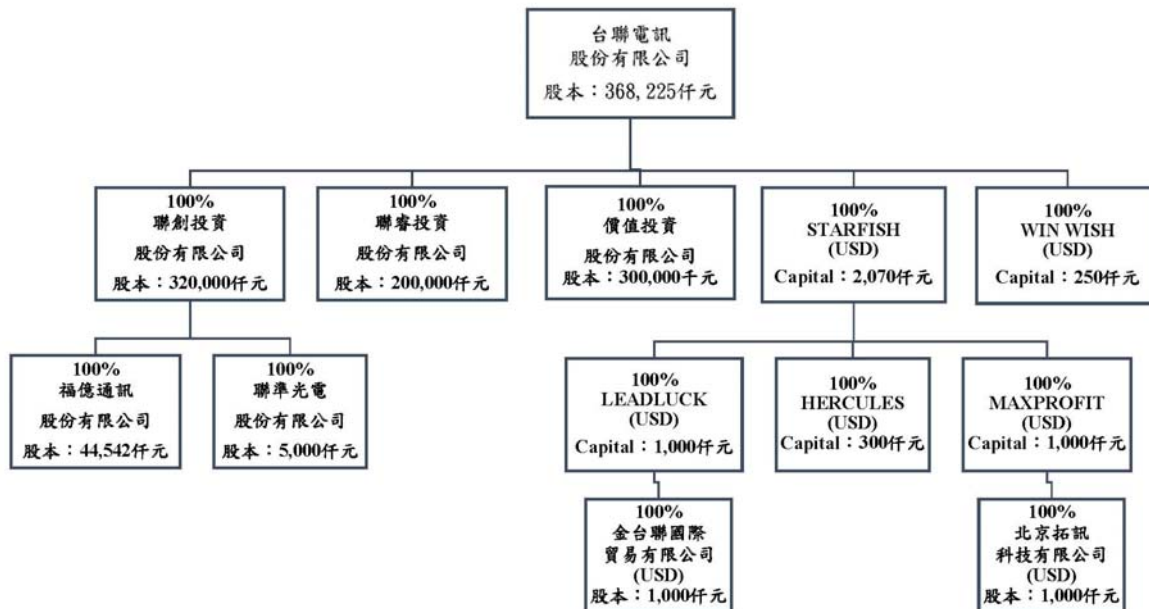 台聯電訊
股份有限公司
股本：368,225仟元
100%
聯創投資
股份有限公司
股本：320,000仟元
100%
聯睿投資
股份有限公司
股本：200,000仟元
100%
價值投資
股份有限公司
股本：300,000千元
100%
STARFISH
(USD)
Capital：2,070仟元
100%
WIN WISH
(USD)
Capital：250仟元
100%
福億通訊
股份有限公司
股本：44,542仟元
100%
聯準光電
股份有限公司
股本：5,000仟元
100%
LEADLUCK
(USD)
Capital：1,000仟元
100%
HERCULES
(USD)
Capital：300仟元
100%
MAXPROFIT
(USD)
Capital：1,000仟元
100%
金台聯國際
貿易有限公司
(USD)
股本：1,000仟元
100%
北京拓訊
科技有限公司
(USD)
股本：1,000仟元